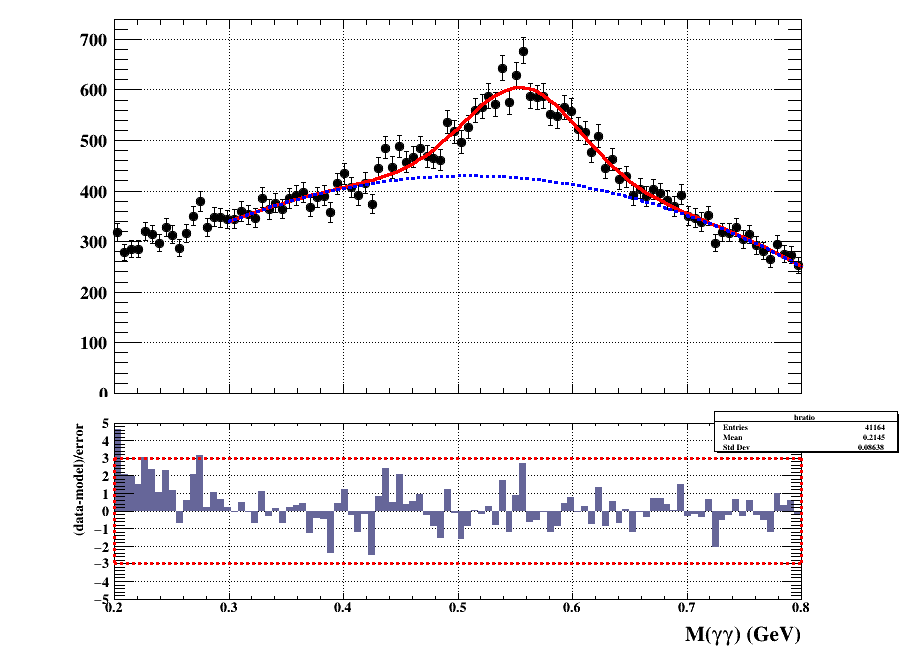 700
600
500
400
300
200
100
0
hratio
Entries 41164
Mean 0.2145
Std Dev 0.08638
(data-model)/error
5
4
3
2
1
0
−1
−2
−3
−4
−5
0.2 0.3 0.4 0.5 0.6 0.7 0.8
M(γγ) (GeV)